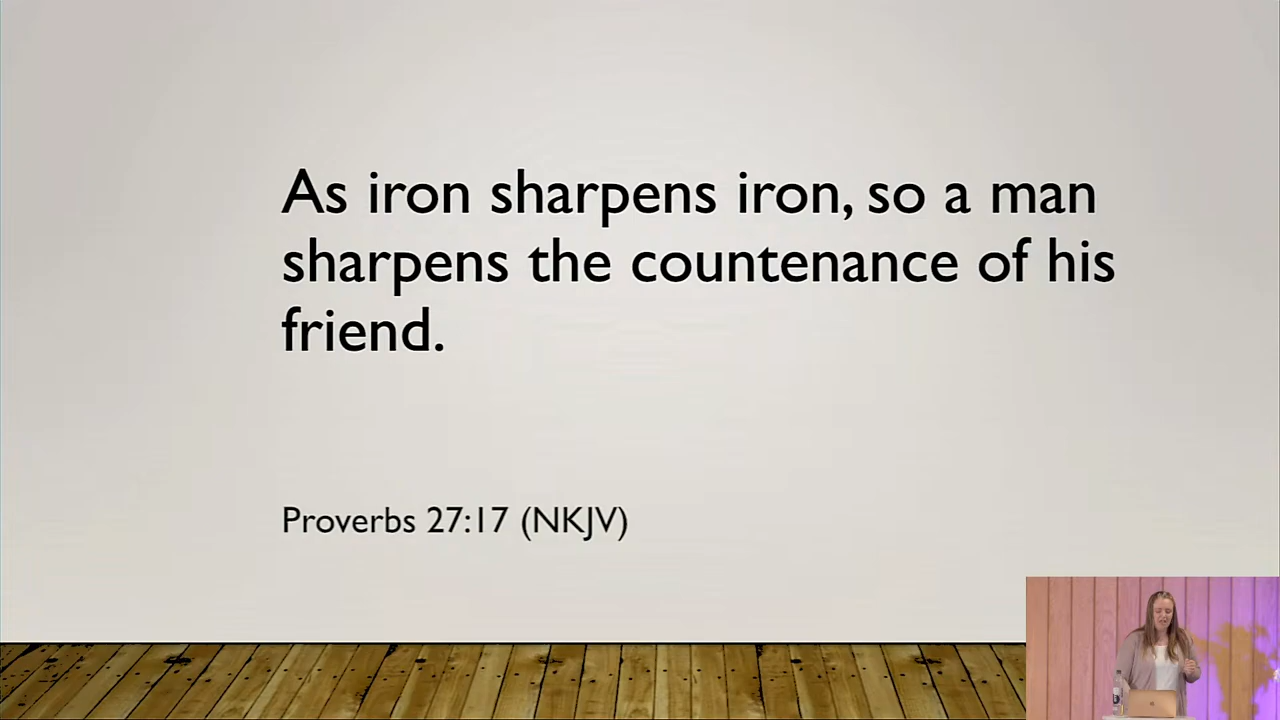 As iron sharpens iron, so a man
sharpens the countenance of his
friend.
Proverbs 27:17 (NKJV)